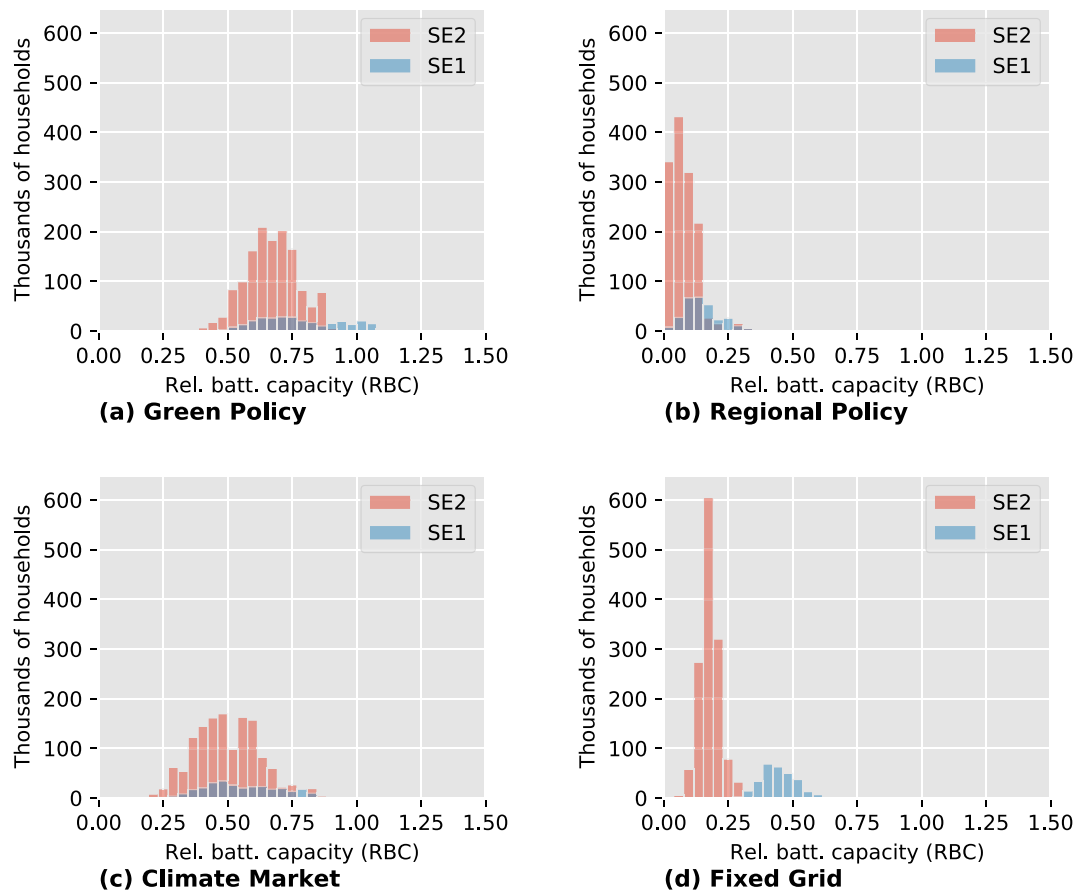 Thousands of households
600
500
400
300
200
100
0
SE2
SE1
0.00 0.25 0.50 0.75 1.00 1.25 1.50
Rel. batt. capacity (RBC)
(a) Green Policy
Thousands of households
600
500
400
300
200
100
0
SE2
SE1
0.00 0.25 0.50 0.75 1.00 1.25 1.50
Rel. batt. capacity (RBC)
(b) Regional Policy
Thousands of households
600
500
400
300
200
100
0
SE2
SE1
0.00 0.25 0.50 0.75 1.00 1.25 1.50
Rel. batt. capacity (RBC)
(c) Climate Market
Thousands of households
600
500
400
300
200
100
0
SE2
SE1
0.00 0.25 0.50 0.75 1.00 1.25 1.50
Rel. batt. capacity (RBC)
(d) Fixed Grid